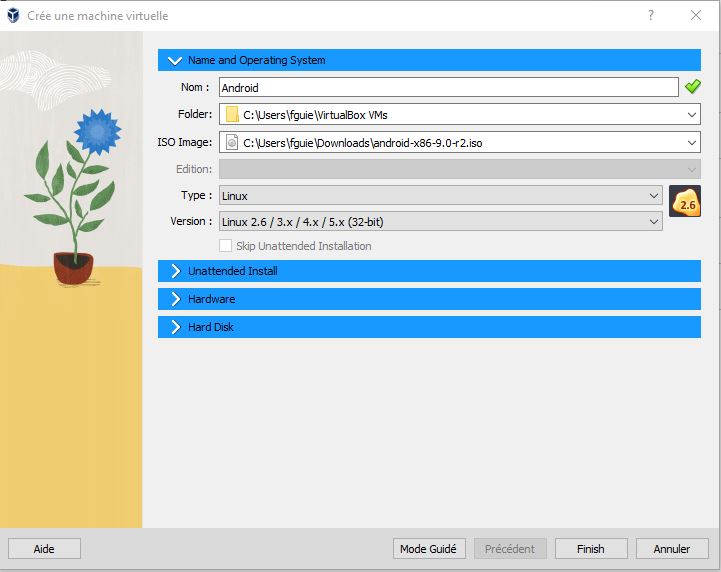 Crée une machine virtuelle
Name and Operating System
Nom : Android
Folder: C:\Users\fguie\VirtualBox VMs
ISO Image: C:\Users\fguie\Downloads\android-x86-9.0-r2.iso
Edition:
Type : Linux
2.6
Version : Linux 2.6 / 3.x / 4.x / 5.x (32-bit)
Skip Unattended Installation
Unattended Install
Hardware
Hard Disk
Aide Mode Guidé Précédent Finish Annuler